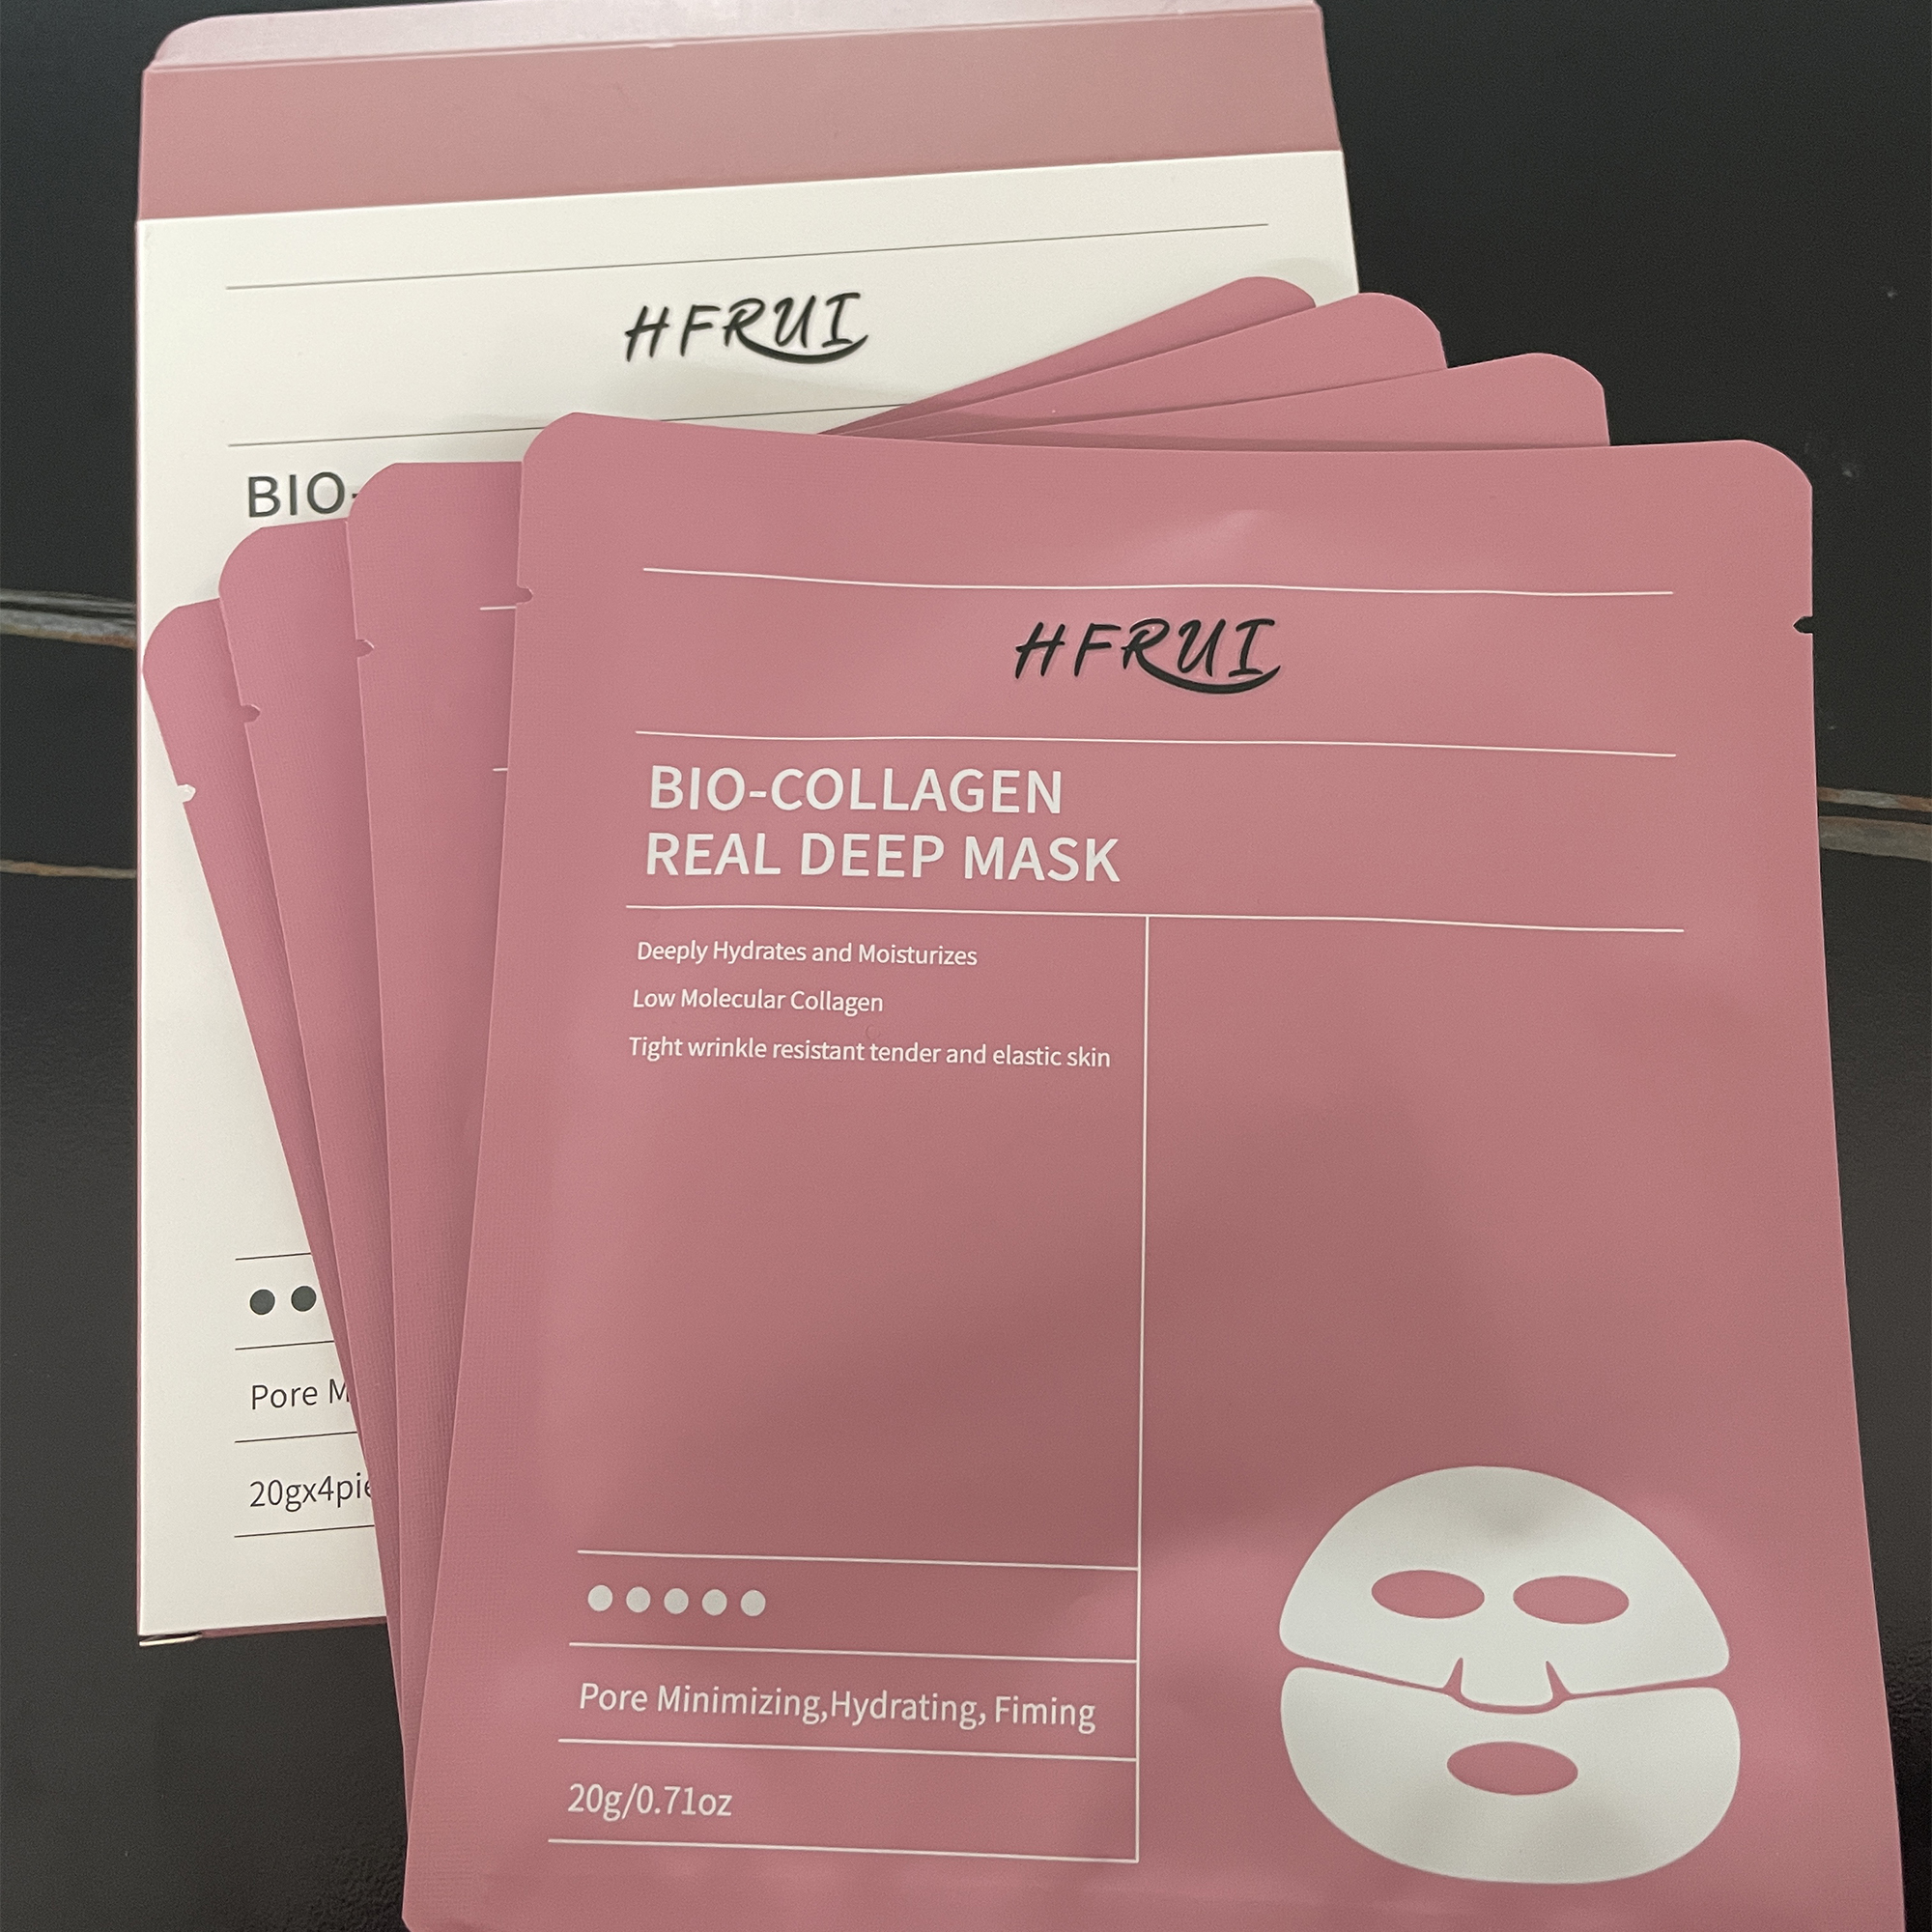 HFRUI
BIO-
Pore M
20gx4pie
HFRUI
BIO-COLLAGEN
REAL DEEP MASK
Deeply Hydrates and Moisturizes
Low Molecular Collagen
Tight wrinkle resistant tender and elastic skin
Pore Minimizing,Hydrating, Fiming
20g/0.71oz